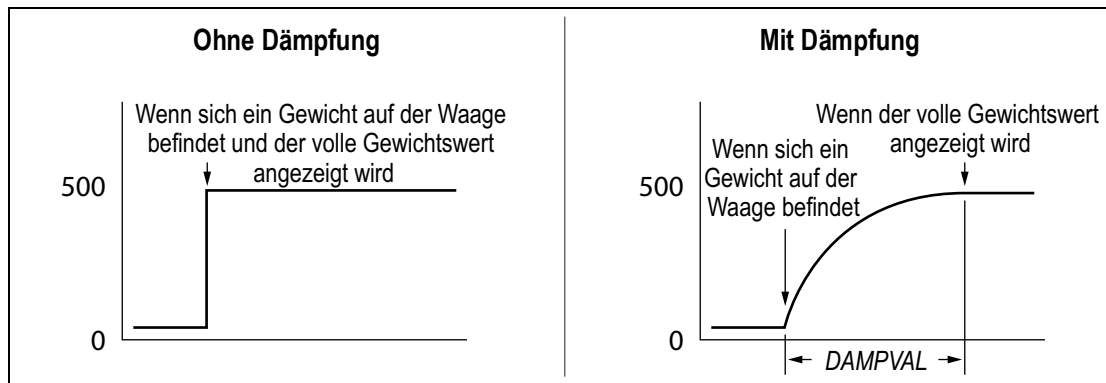 Ohne Dämpfung
Wenn sich ein Gewicht auf der Waage
befindet und der volle Gewichtswert
angezeigt wird
500
0
Mit Dämpfung
Wenn der volle Gewichtswert
angezeigt wird
Wenn sich ein
Gewicht auf der
Waage befindet
500
0
DAMPVAL